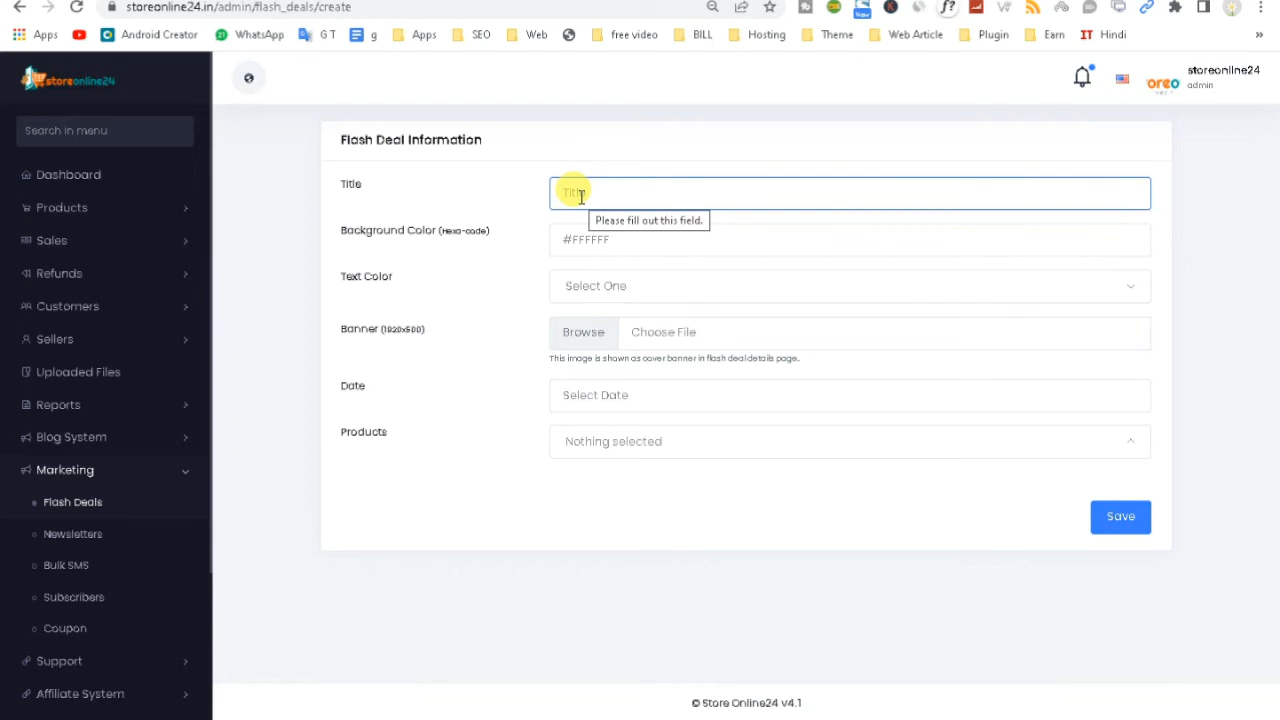 storeonline24.in/admin/flash_deals/create
Apps
Android Creator
WhatsApp
G T
g
Apps
SEO
Web
free video
BILL
Hosting
Theme
Web Article
Plugin
Earn
IT Hindi
»
storeonline24
Search in menu
Dashboard
Products
Sales
Refunds
Customers
Sellers
Uploaded Files
Reports
Blog System
Marketing
Flash Deals
Newsletters
Bulk SMS
Subscribers
Coupon
Support
Affiliate System
oreo
storeonline24
admin
Flash Deal Information
Title
Title
Please fill out this field.
Background Color (Hexa-code)
#FFFFFF
Text Color
Select One
Banner (1920x500)
Browse
Choose File
This image is shown as cover banner in flash deal details page..
Date
Select Date
Products
Nothing selected
Save
© Store Online24 v4.1